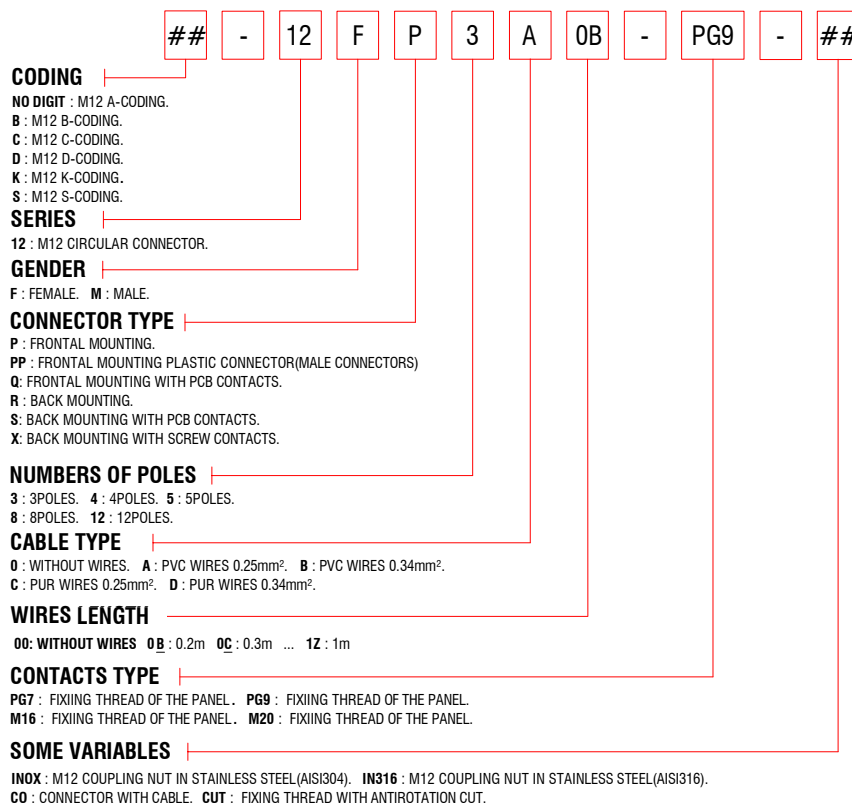 ## - 12 F P 3 A 0B - PG9 - ##
CODING
NO DIGIT : M12 A-CODING.
B : M12 B-CODING.
C : M12 C-CODING.
D : M12 D-CODING.
K : M12 K-CODING.
S : M12 S-CODING.
SERIES
12 : M12 CIRCULAR CONNECTOR.
GENDER
F : FEMALE. M : MALE.
CONNECTOR TYPE
P : FRONTAL MOUNTING.
PP : FRONTAL MOUNTING PLASTIC CONNECTOR(MALE CONNECTORS)
Q: FRONTAL MOUNTING WITH PCB CONTACTS.
R : BACK MOUNTING.
S: BACK MOUNTING WITH PCB CONTACTS.
X: BACK MOUNTING WITH SCREW CONTACTS.
NUMBERS OF POLES
3 : 3POLES. 4 : 4POLES. 5 : 5POLES.
8 : 8POLES. 12 : 12POLES.
CABLE TYPE
0 : WITHOUT WIRES. A : PVC WIRES 0.25mm². B : PVC WIRES 0.34mm².
C : PUR WIRES 0.25mm². D : PUR WIRES 0.34mm².
WIRES LENGTH
00: WITHOUT WIRES 0B : 0.2m 0C : 0.3m ... 1Z : 1m
CONTACTS TYPE
PG7 : FIXIING THREAD OF THE PANEL. PG9 : FIXIING THREAD OF THE PANEL.
M16 : FIXIING THREAD OF THE PANEL. M20 : FIXIING THREAD OF THE PANEL.
SOME VARIABLES
INOX : M12 COUPLING NUT IN STAINLESS STEEL(AISI304). IN316 : M12 COUPLING NUT IN STAINLESS STEEL(AISI316).
CO : CONNECTOR WITH CABLE. CUT : FIXING THREAD WITH ANTIROTATION CUT.